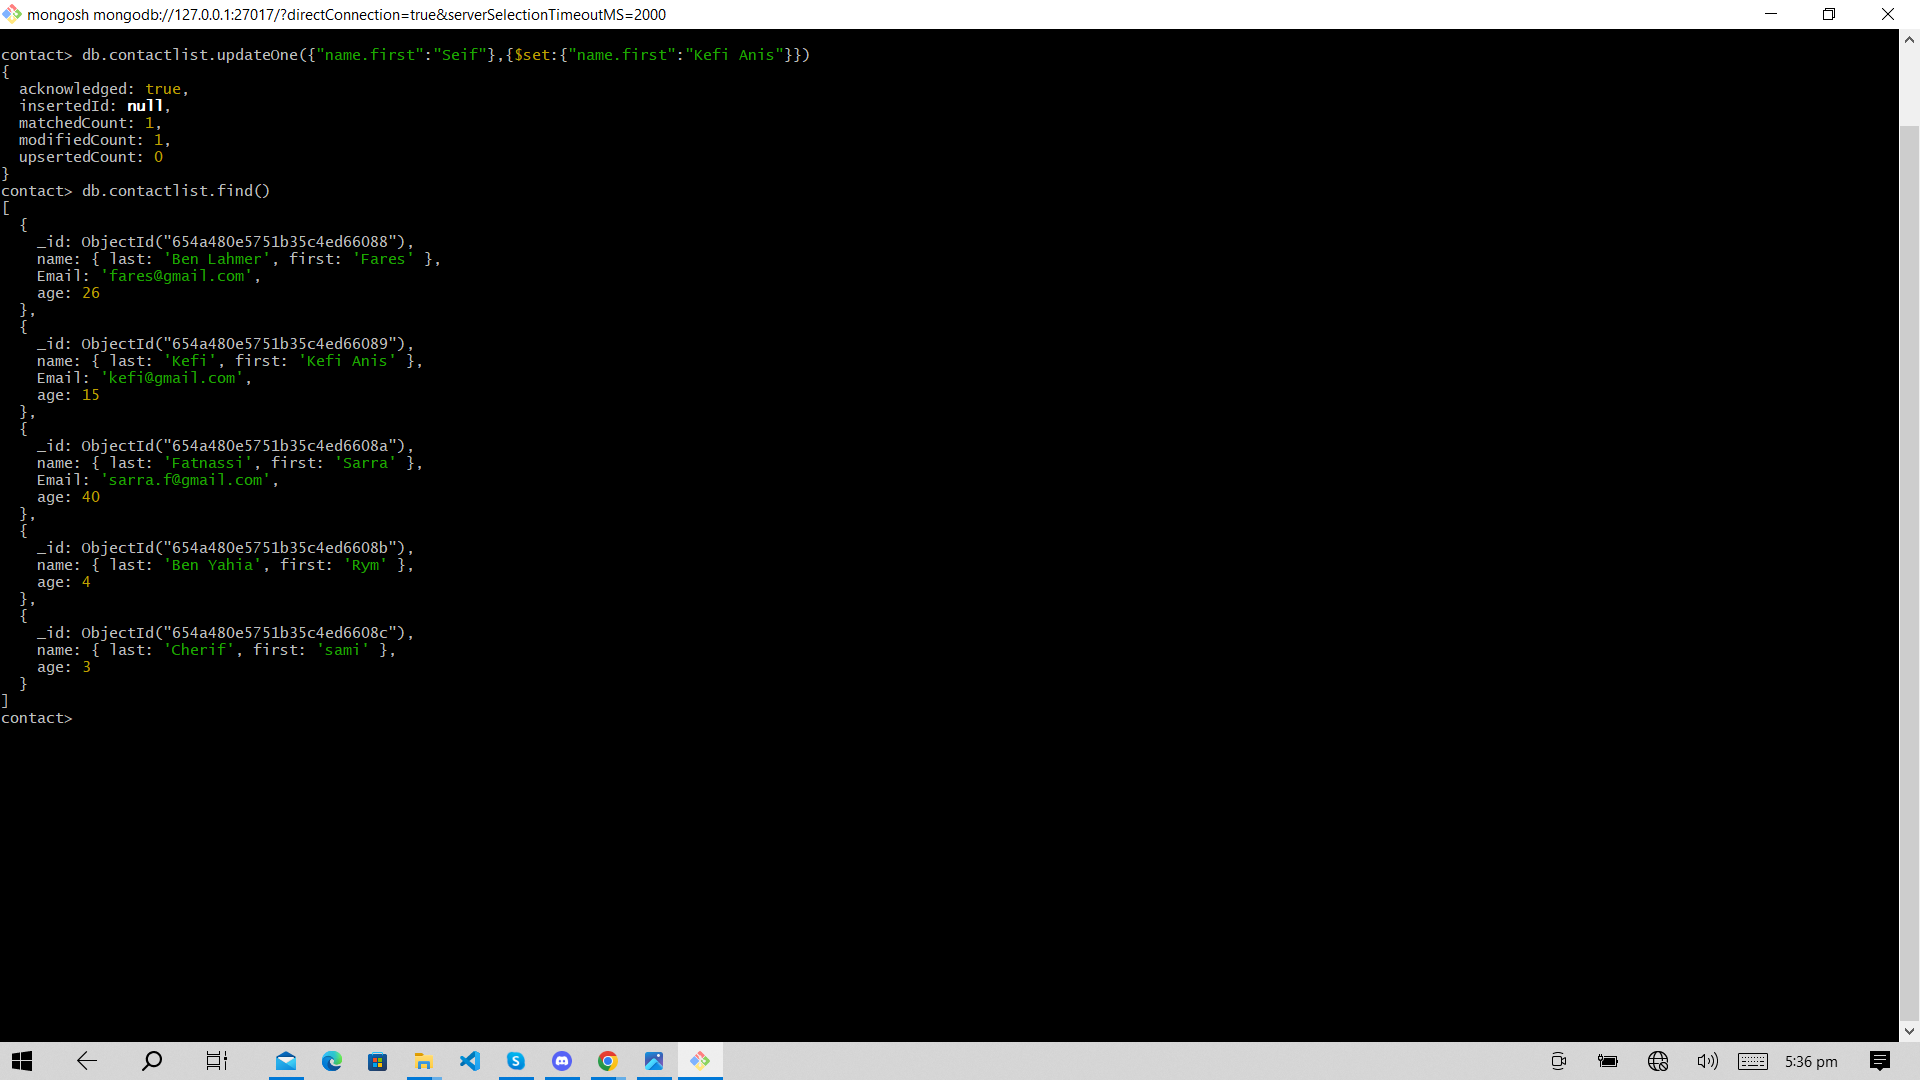 mongosh mongodb://127.0.0.1:27017/?directConnection=true&serverSelectionTimeoutMS=2000
contact> db.contactlist.updateOne({"name.first":"Seif"},{$set:{"name.first":"Kefi Anis"}})
{
  acknowledged: true,
  insertedId: null,
  matchedCount: 1,
  modifiedCount: 1,
  upsertedCount: 0
}
contact> db.contactlist.find()
[
  {
    _id: ObjectId("654a480e5751b35c4ed66088"),
    name: { last: 'Ben Lahmer', first: 'Fares' },
    Email: 'fares@gmail.com',
    age: 26
  },
  {
    _id: ObjectId("654a480e5751b35c4ed66089"),
    name: { last: 'Kefi', first: 'Kefi Anis' },
    Email: 'kefi@gmail.com',
    age: 15
  },
  {
    _id: ObjectId("654a480e5751b35c4ed6608a"),
    name: { last: 'Fatnassi', first: 'Sarra' },
    Email: 'sarra.f@gmail.com',
    age: 40
  },
  {
    _id: ObjectId("654a480e5751b35c4ed6608b"),
    name: { last: 'Ben Yahia', first: 'Rym' },
    age: 4
  },
  {
    _id: ObjectId("654a480e5751b35c4ed6608c"),
    name: { last: 'Cherif', first: 'sami' },
    age: 3
  }
]
contact>
5:36 pm